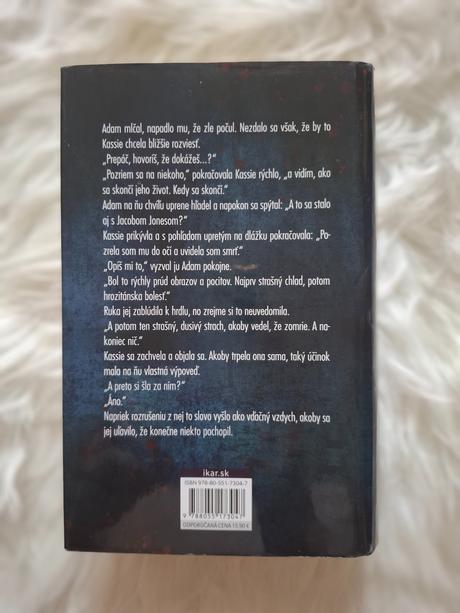 Adam mlčal, napadlo mu, že zle počul. Nezdalo sa však, že by to
Kassie chcela bližšie rozviesť.
„Prepáč, hovoríš, že dokážeš...?“
„Pozriem sa na niekoho,“ pokračovala Kassie rýchlo, „a vidím, ako
sa skončí jeho život. Kedy sa skončí.“
Adam na ňu chvíľu uprene hľadel a napokon sa spýtal: „A to sa stalo
aj s Jacobom Jonesom?“
Kassie prikývla a s pohľadom upretým na dlážku pokračovala: „Po-
zrela som mu do očí a uvidela som smrť.“
„Opíš mi to,“ vyzval ju Adam pokojne.
„Bol to rýchly prúd obrazov a pocitov. Najprv strašný chlad, potom
hrozitánska bolesť.“
Ruka jej zablúdila k hrdlu, no zrejme si to neuvedomila.
„A potom ten strašný, dusivý strach, akoby vedel, že zomrie. A na-
koniec nič.“
Kassie sa zachvela a objala sa. Akoby trpela ona sama, taký účinok
mala na ňu vlastná výpoveď.
„A preto si šla za ním?“
„Áno.“
Napriek rozrušeniu z nej to slovo vyšlo ako vďačný vzdych, akoby sa
jej uľavilo, že konečne niekto pochopil.
ikar.sk
ISBN 978-80-551-7304-7
9 788055 173047
ODPORÚČANÁ CENA 15,90 €